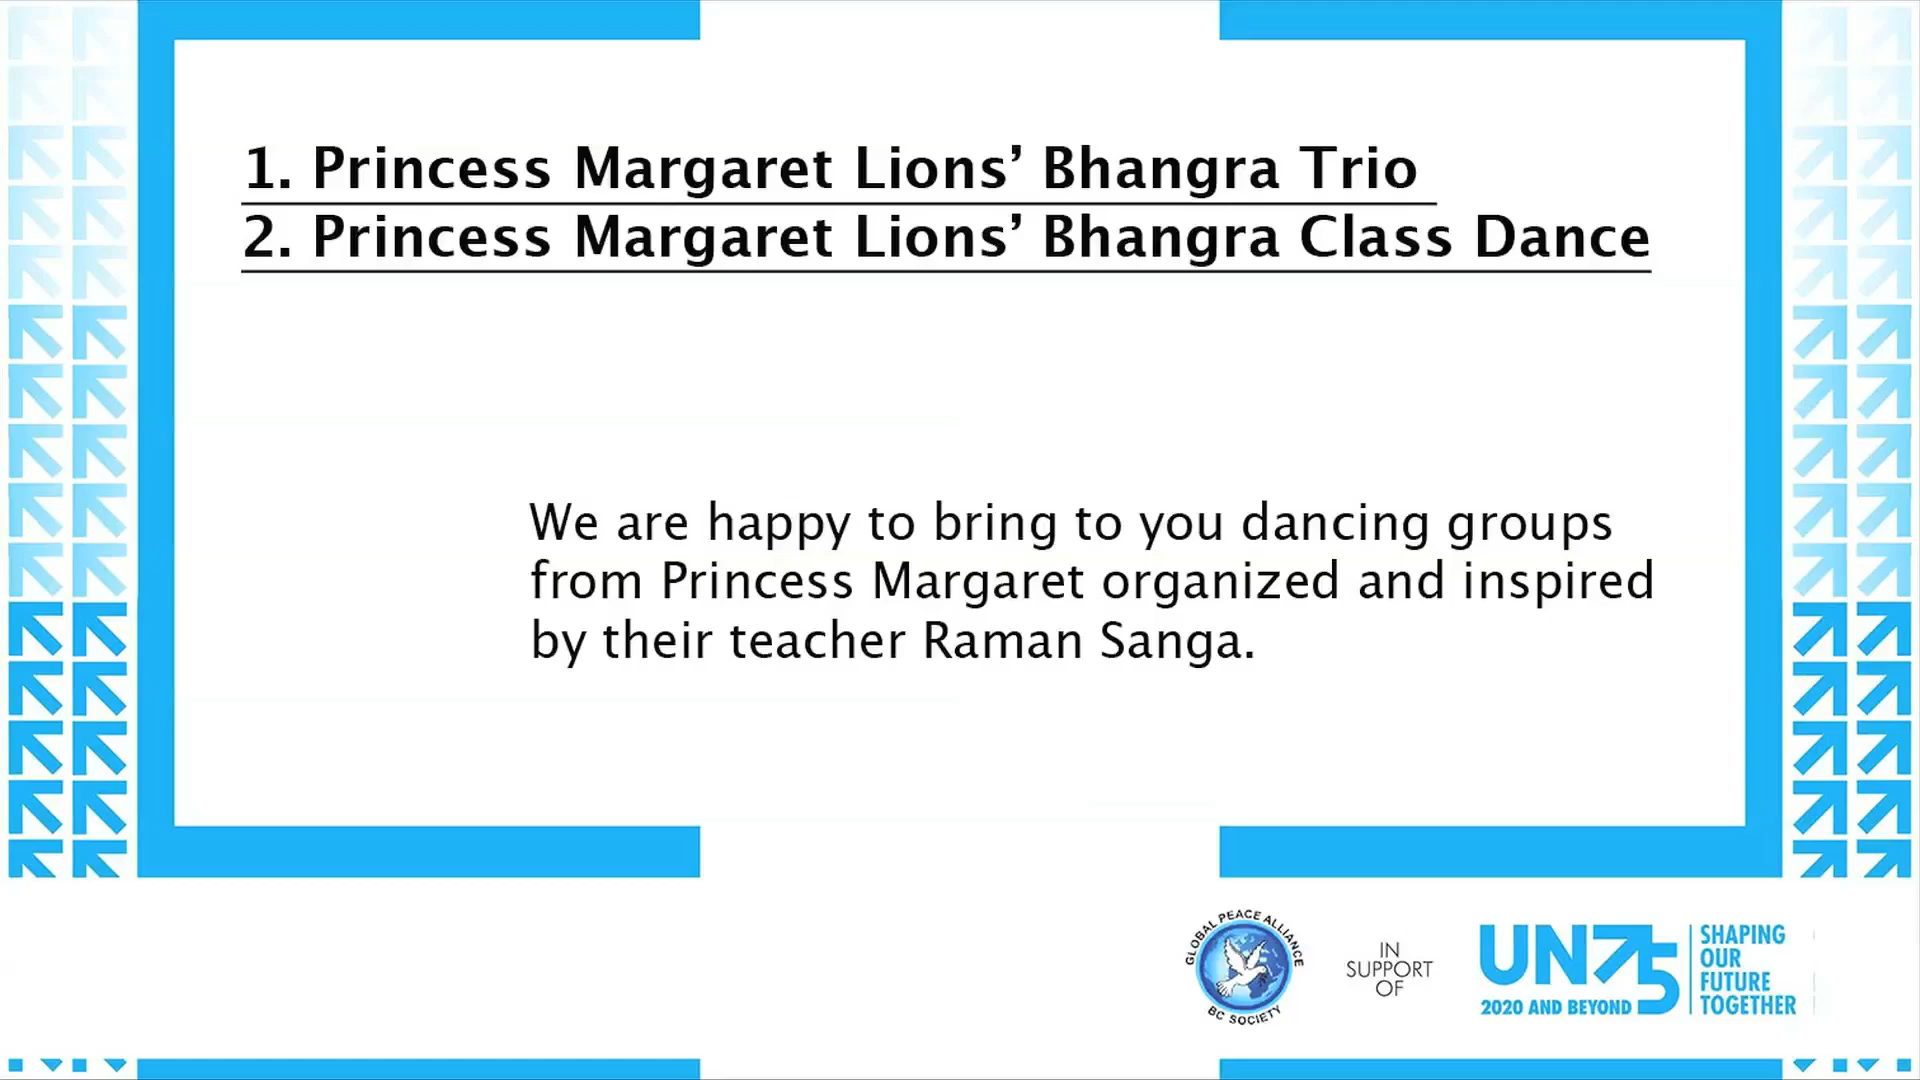 1. Princess Margaret Lions’ Bhangra Trio
2. Princess Margaret Lions’ Bhangra Class Dance
We are happy to bring to you dancing groups
from Princess Margaret organized and inspired
by their teacher Raman Sanga.
GLOBAL PEACE ALLIANCE
BC SOCIETY
IN
SUPPORT
OF
UN75
2020 AND BEYOND
SHAPING
OUR
FUTURE
TOGETHER